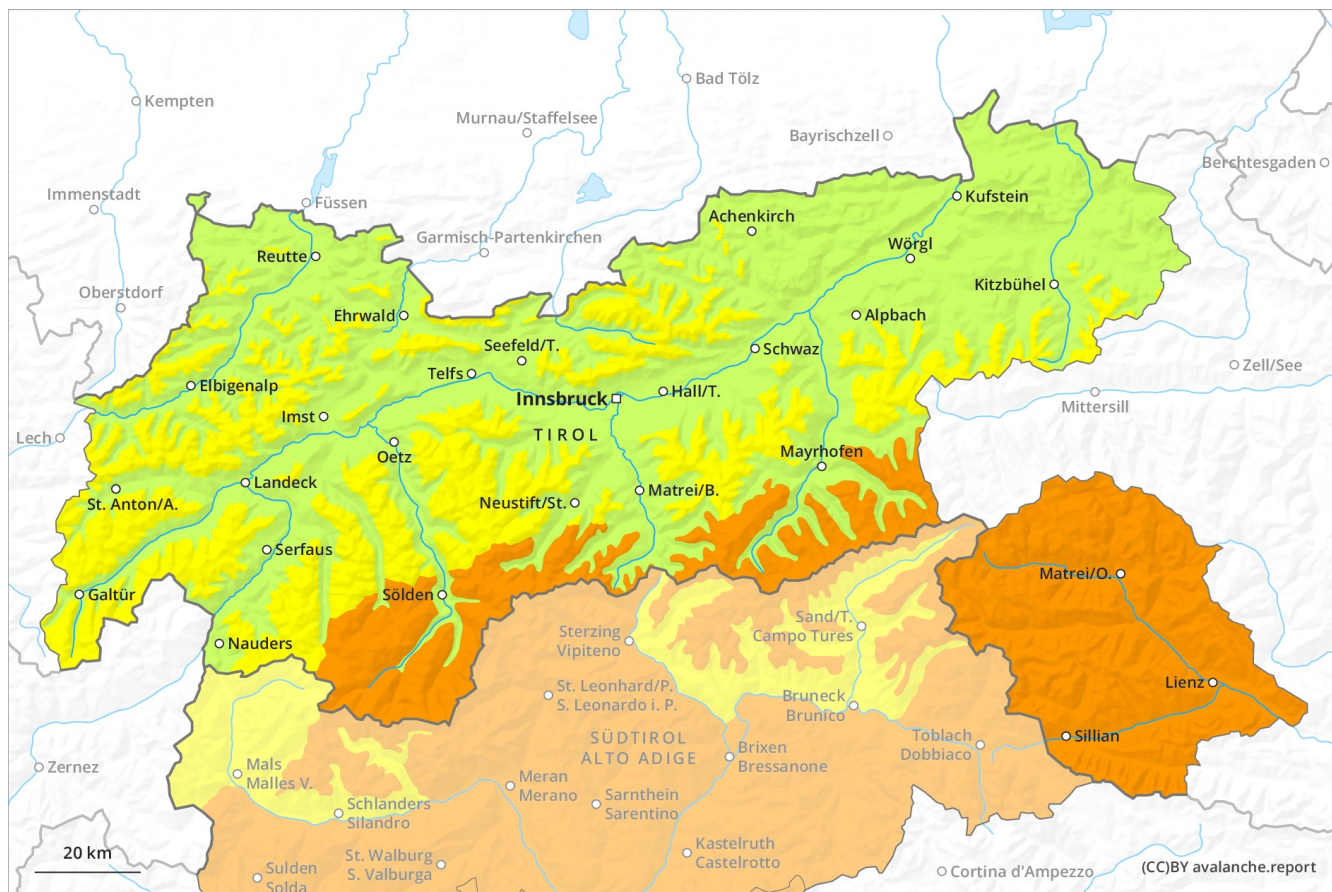 Bad Tölz
Kempten
Murnau/Staffelsee
Bayrischzell
Berchtesgaden
Immenstadt
Füssen
Kufstein
Achenkirch
Garmisch-Partenkirchen
Wörgl
Reutte
Kitzbühel
Oberstdorf
Ehrwald
Alpbach
Seefeld/T.
Schwaz
Zell/See
Telfs
Elbigenalp
Innsbruck
Hall/T.
Mittersill
Imst
TIROL
Lech
Oetz
Mayrhofen
Landeck
Matrei/B.
St. Anton/A.
Neustift/St.
Serfaus
Matrei/O.
Galtür
Sölden
Sand/T.
Campo Tures
Sterzing
Vipiteno
Nauders
Lienz
St. Leonhard/P.
S. Leonardo i. P.
Bruneck
Brunico
Sillian
SÜDTIROL
ALTO ADIGE
Toblach
Dobbiaco
Brixen
Bressanone
Zernez
Mals
Malles V.
Meran
Merano
Schlanders
Silandro
Sarnthein
Sarentino
20 km
St. Walburg
S. Valburga
Kastelruth
Castelrotto
Sulden
Solda
Cortina d'Ampezzo
(CC)BY avalanche.report